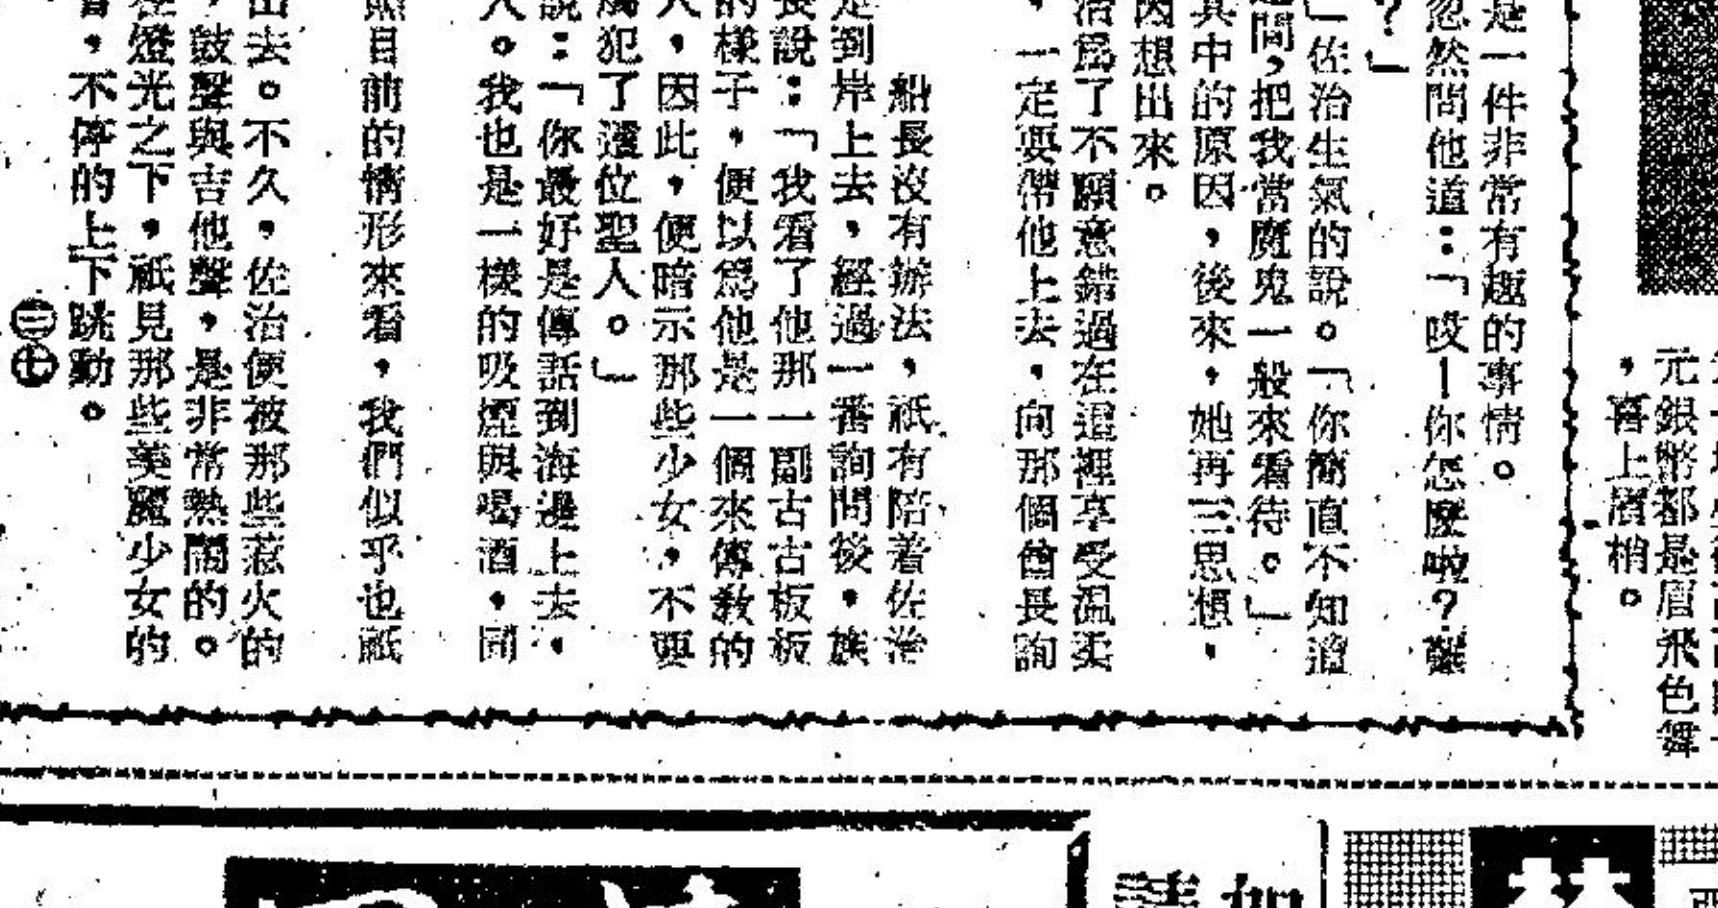 元銀幣都是眉飛色舞
，喜上眉梢。
是一件非常有趣的事情。
忽然問他道：「哎－你怎麼啦？難
？」
」佐治生氣的說。「你簡直不知道
間，把我當魔鬼一般來看待。」
其中的原因，後來，她再三思想，
因想出來。
治爲了不願意錯過在這裡享受溫柔
，一定要帶他上去，向那個酋長詢
船長沒有辦法，祇有陪着佐治
走到岸上去，經過一番詢問後，族
長說：「我看了他那一副古古板板
的樣子，便以爲他是一個來傳教的
人，因此，便暗示那些少女，不要
觸犯了這位聖人。」
說：「你最好是傳話到海邊上去，
人。我也是一樣的吸煙與喝酒，同
照目前的情形來看，我們似乎也祇
出去。不久，佐治便被那些惹火的
，鼓聲與吉他聲，是非常熱鬧的。
燈光之下，祇見那些美麗少女的
，不停的上下跳動。
三七
如
請